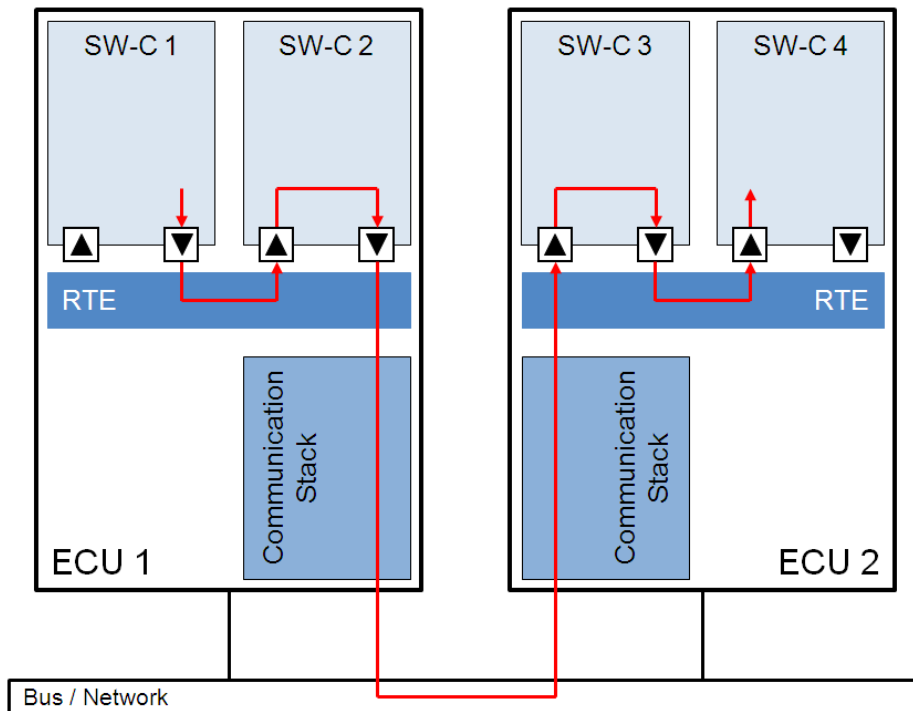 SW-C 1
SW-C 2
RTE
Communication
Stack
ECU 1
SW-C 3
SW-C 4
RTE
Communication
Stack
ECU 2
Bus / Network